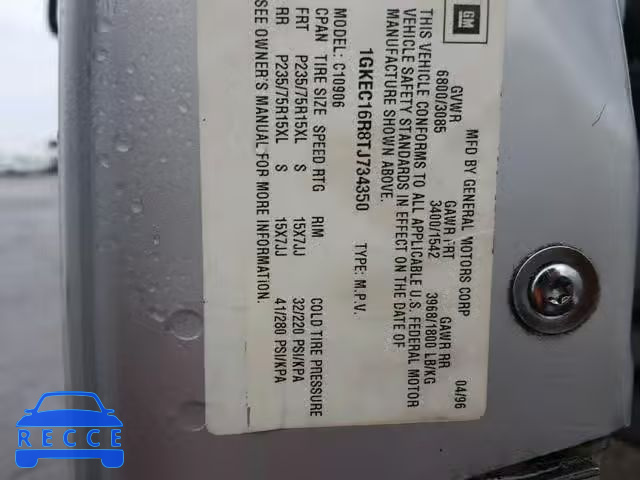 GM
MFD BY GENERAL MOTORS CORP 04/96
GVWR GAWR FRT GAWR RR
6800/3085 3400/1542 3968/1800 LB/KG
THIS VEHICLE CONFORMS TO ALL APPLICABLE U.S. FEDERAL MOTOR
VEHICLE SAFETY STANDARDS IN EFFECT ON THE DATE OF
MANUFACTURE SHOWN ABOVE.
1GKEC16R8TJ734350 TYPE: M.P.V.
MODEL: C10906
CPAN TIRE SIZE SPEED RTG RIM COLD TIRE PRESSURE
FRT P235/75R15XL S 15X7JJ 32/220 PSI/KPA
RR P235/75R15XL S 15X7JJ 41/280 PSI/KPA
SEE OWNER'S MANUAL FOR MORE INFORMATION.
RECCE